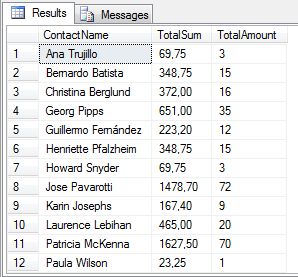 Results Messages
ContactName TotalSum TotalAmount
1 Ana Trujillo 69,75 3
2 Bernardo Batista 348,75 15
3 Christina Berglund 372,00 16
4 Georg Pipps 651,00 35
5 Guillermo Fernández 223,20 12
6 Henriette Pfalzheim 348,75 15
7 Howard Snyder 69,75 3
8 Jose Pavarotti 1478,70 72
9 Karin Josephs 167,40 9
10 Laurence Lebihan 465,00 20
11 Patricia McKenna 1627,50 70
12 Paula Wilson 23,25 1